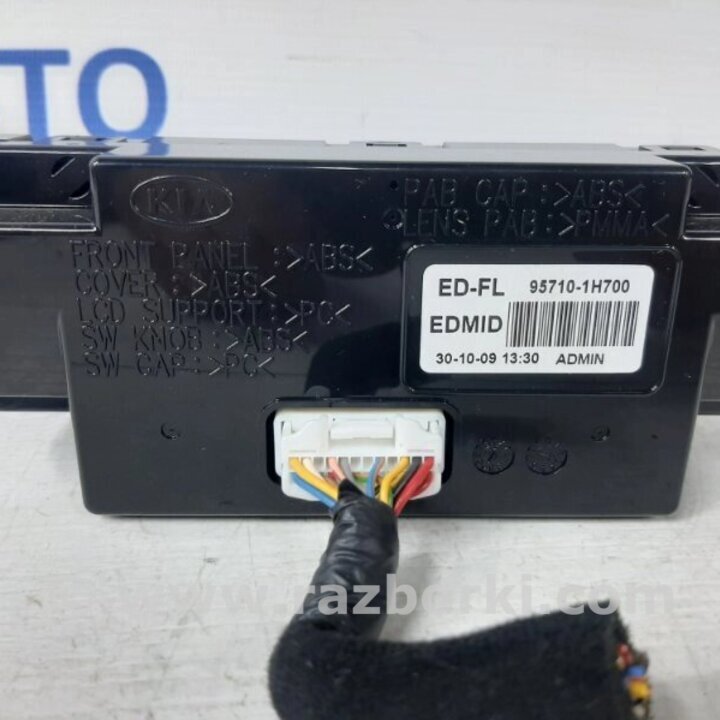 TO
KIA
PAB CAP:>ABS<
LENS PAB:>PMMA<
FRONT PANEL:>ABS<
COVER:>ABS<
LCD SUPPORT:>PC<
SW KNOB:>ABS<
SW CAP:>PC<
ED-FL 95710-1H700
EDMID
30-10-09 13:30 ADMIN
www.razborki.com